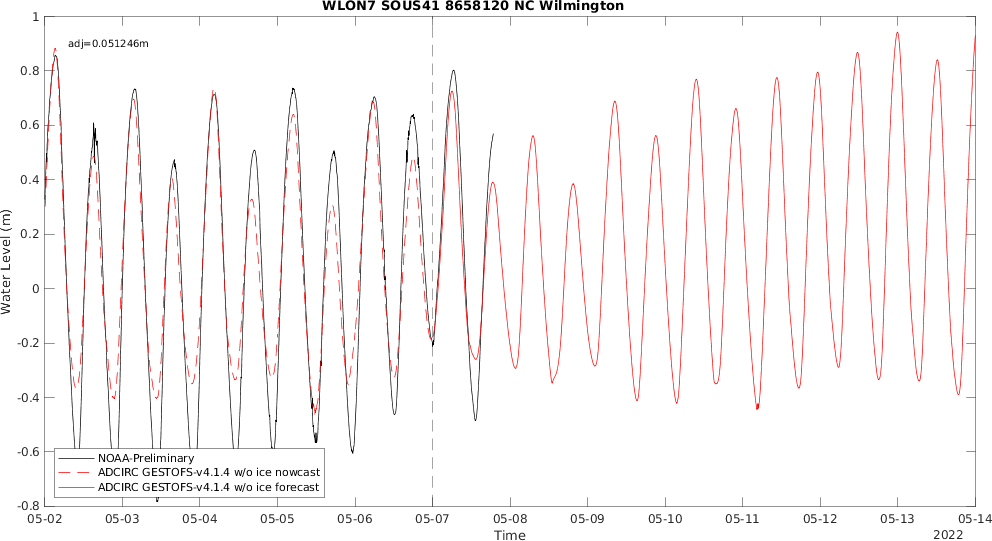 WLON7 SOUS41 8658120 NC Wilmington
adj=0.051246m
1
0.8
0.6
0.4
0.2
0
-0.2
-0.4
-0.6
-0.8
Water Level (m)
NOAA-Preliminary
ADCIRC GESTOFS-v4.1.4 w/o ice nowcast
ADCIRC GESTOFS-v4.1.4 w/o ice forecast
05-02 05-03 05-04 05-05 05-06 05-07 05-08 05-09 05-10 05-11 05-12 05-13 05-14
Time
2022